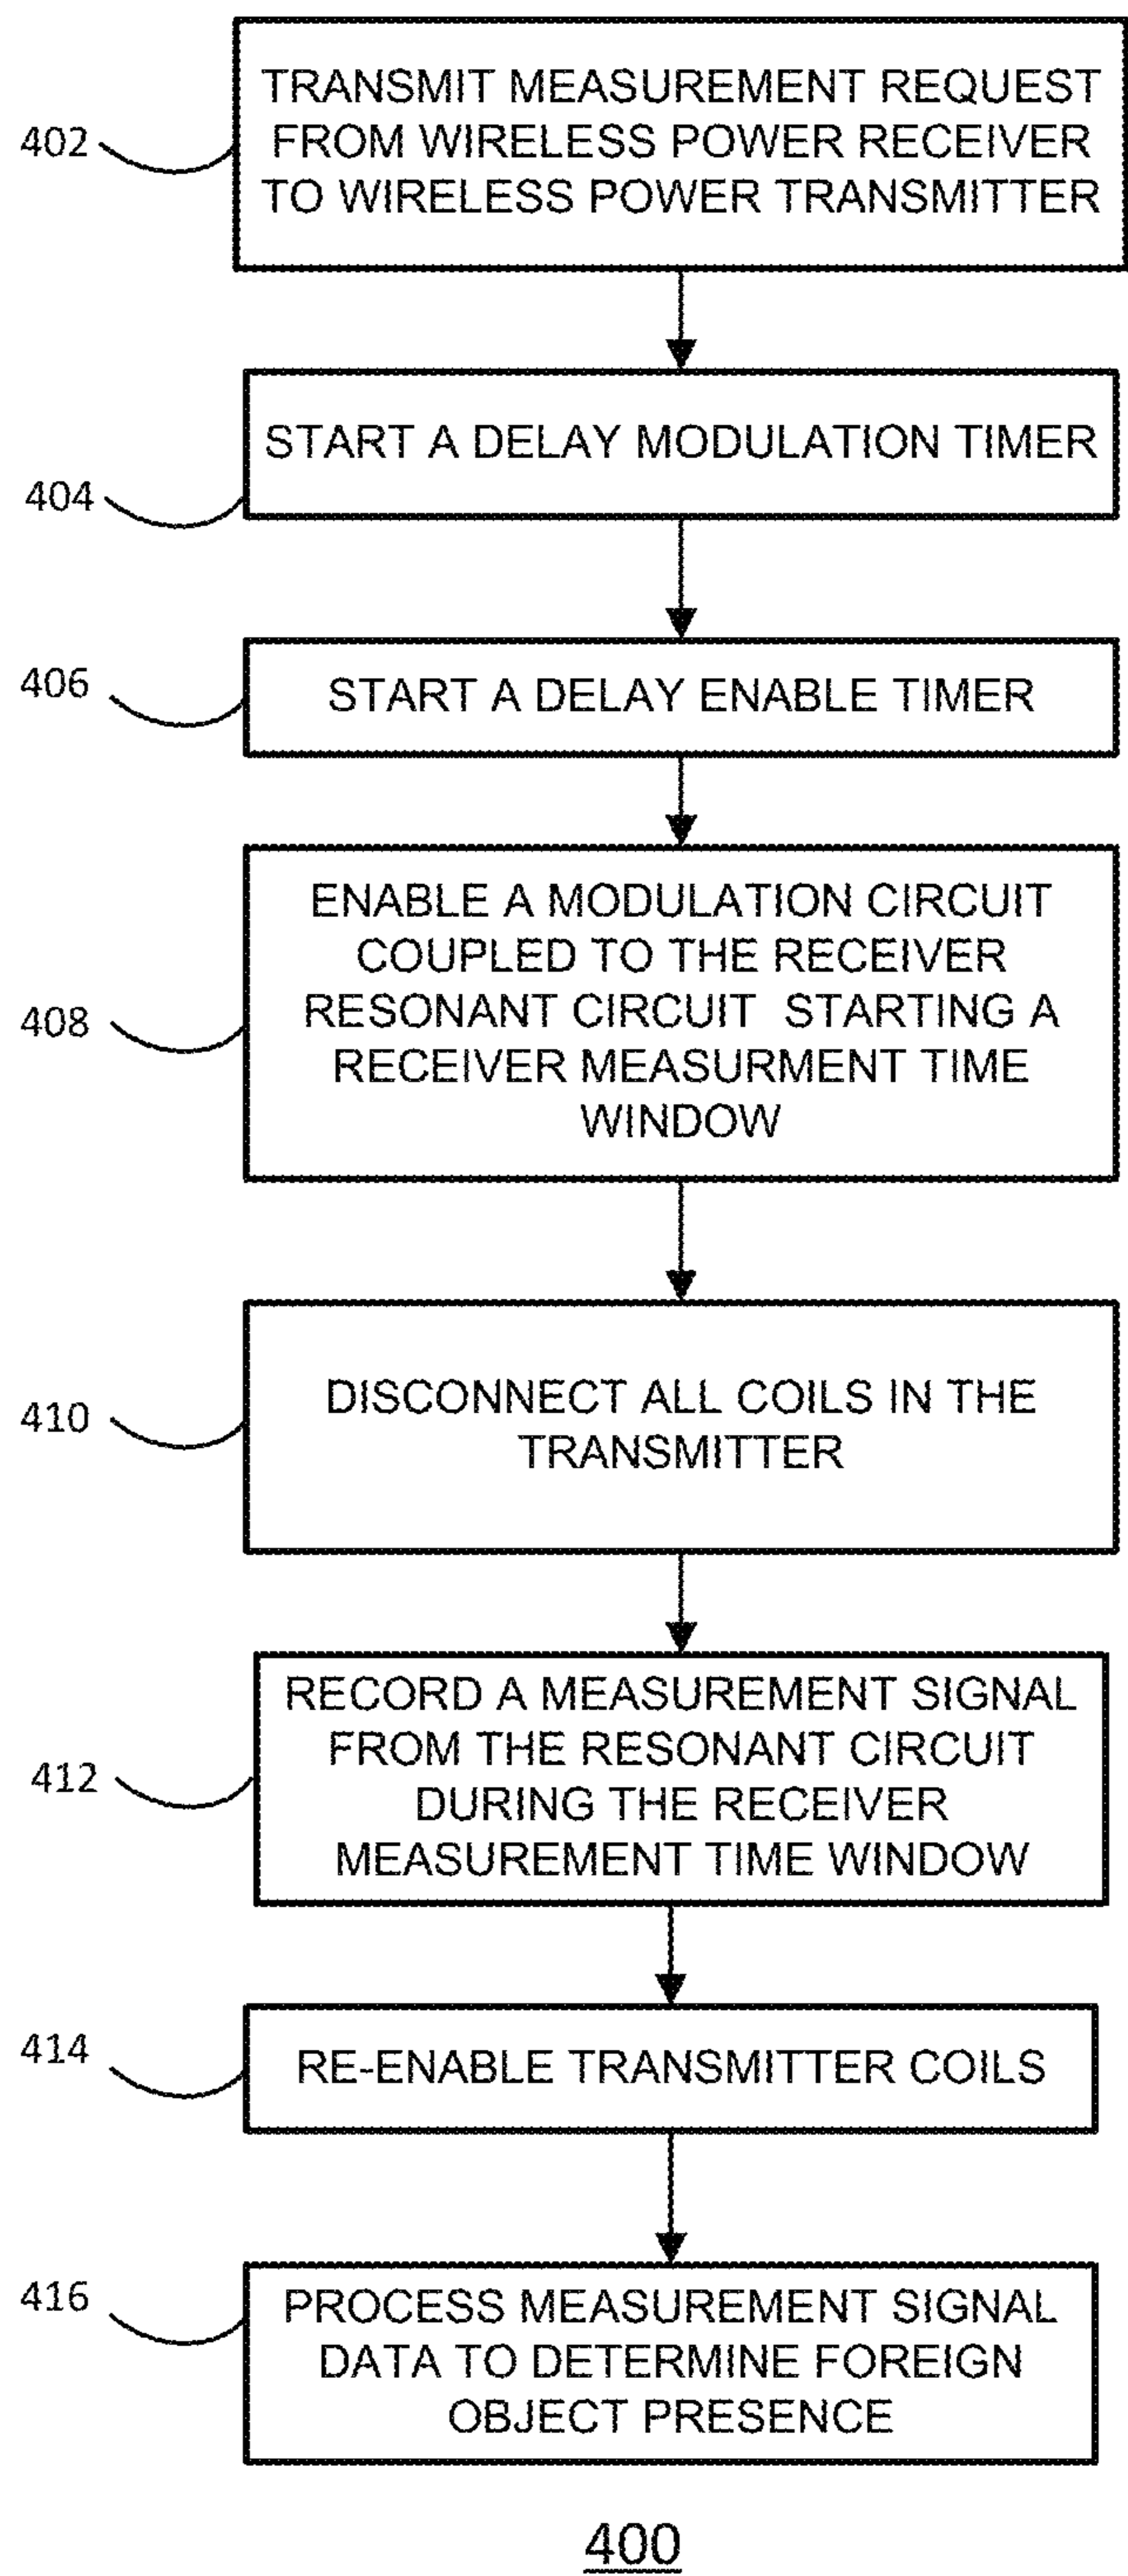 402
TRANSMIT MEASUREMENT REQUEST
FROM WIRELESS POWER RECEIVER
TO WIRELESS POWER TRANSMITTER
404
START A DELAY MODULATION TIMER
406
START A DELAY ENABLE TIMER
408
ENABLE A MODULATION CIRCUIT
COUPLED TO THE RECEIVER
RESONANT CIRCUIT STARTING A
RECEIVER MEASURMENT TIME
WINDOW
410
DISCONNECT ALL COILS IN THE
TRANSMITTER
412
RECORD A MEASUREMENT SIGNAL
FROM THE RESONANT CIRCUIT
DURING THE RECEIVER
MEASUREMENT TIME WINDOW
414
RE-ENABLE TRANSMITTER COILS
416
PROCESS MEASUREMENT SIGNAL
DATA TO DETERMINE FOREIGN
OBJECT PRESENCE
400